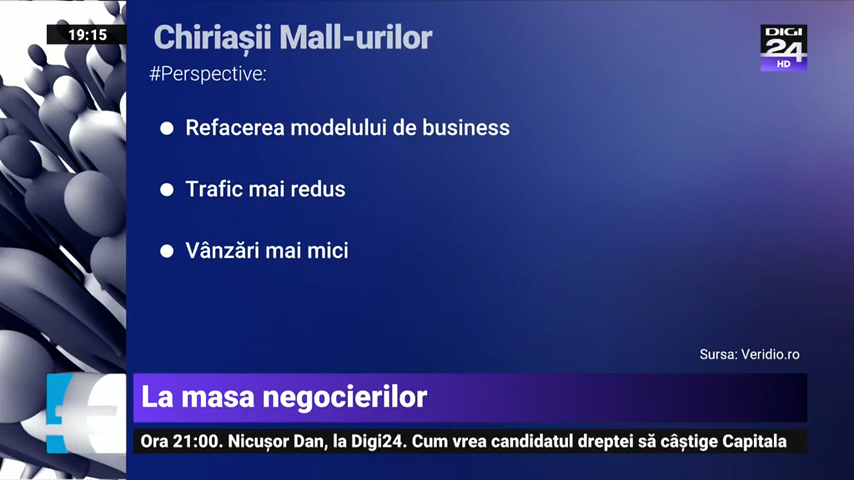 19:15
Chiriașii Mall-urilor
DIGI
24
HD
#Perspective:
● Refacerea modelului de business
● Trafic mai redus
● Vânzări mai mici
Sursa: Veridio.ro
La masa negocierilor
Ora 21:00. Nicușor Dan, la Digi24. Cum vrea candidatul dreptei să câștige Capitala